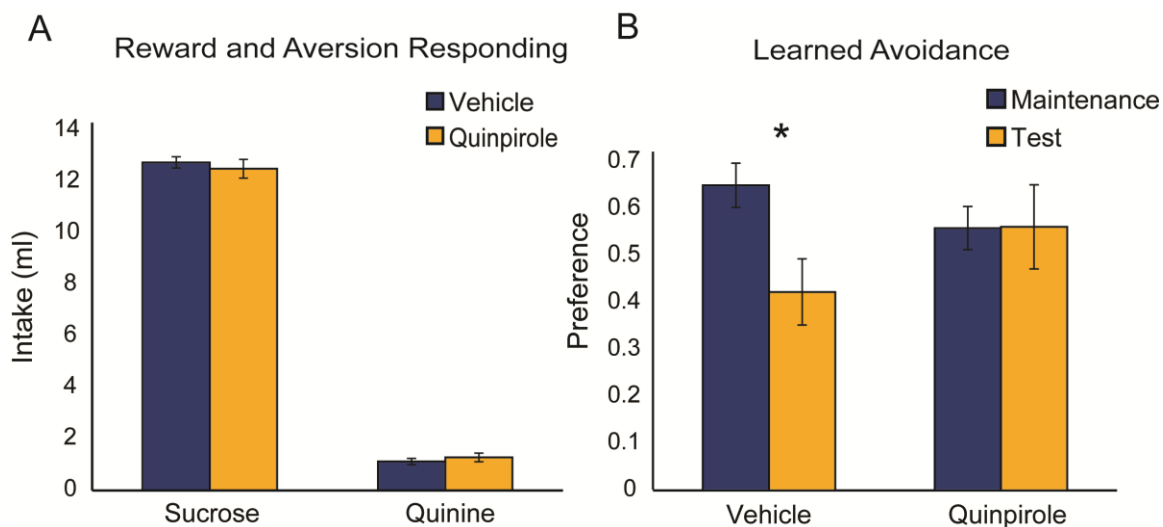 A
Reward and Aversion Responding
Vehicle
Quinpirole
14
12
10
8
6
4
2
0
Intake (ml)
Sucrose
Quinine
B
Learned Avoidance
Maintenance
Test
*
0.7
0.6
0.5
0.4
0.3
0.2
0.1
0
Preference
Vehicle
Quinpirole